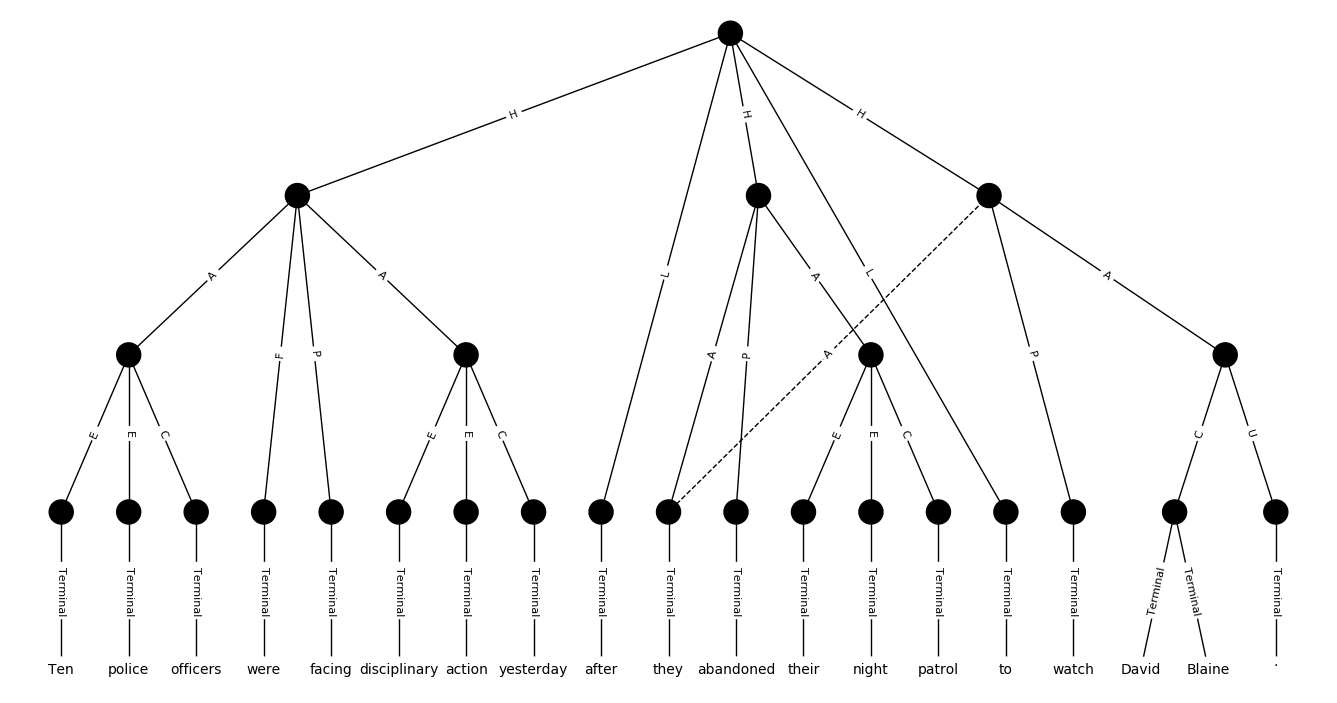 H H H
L
A F P A A P A L A P A
E E C E E C E E C C U
Terminal Terminal Terminal Terminal Terminal Terminal Terminal Terminal Terminal Terminal Terminal Terminal Terminal Terminal Terminal Terminal Terminal Terminal Terminal
Ten police officers were facing disciplinary action yesterday after they abandoned their night patrol to watch David Blaine .